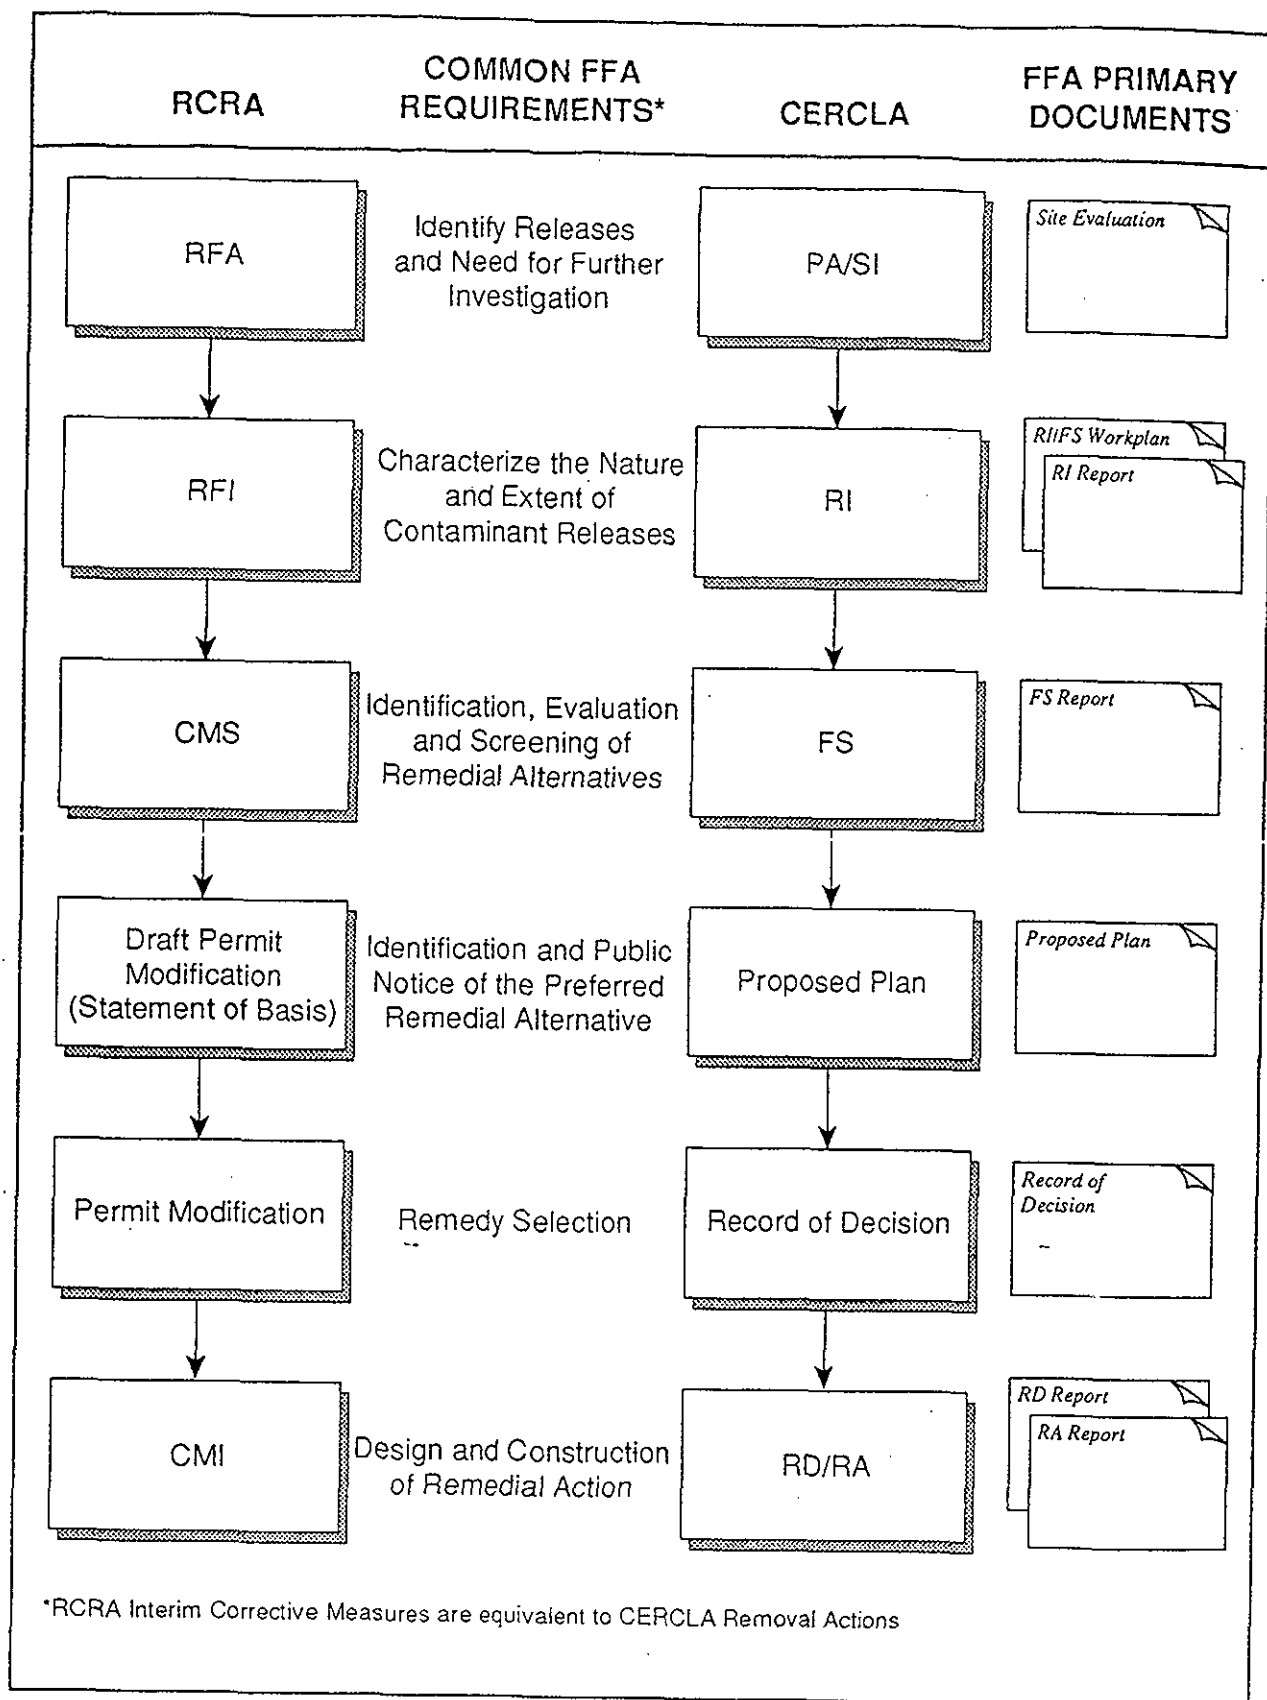 RCRA
COMMON FFA
REQUIREMENTS*
CERCLA
FFA PRIMARY
DOCUMENTS
RFA
Identify Releases
and Need for Further
Investigation
PA/SI
Site Evaluation
RFI
Characterize the Nature
and Extent of
Contaminant Releases
RI
RI/FS Workplan
RI Report
CMS
Identification, Evaluation
and Screening of
Remedial Alternatives
FS
FS Report
Draft Permit
Modification
(Statement of Basis)
Identification and Public
Notice of the Preferred
Remedial Alternative
Proposed Plan
Proposed Plan
Permit Modification
Remedy Selection
Record of Decision
Record of
Decision
CMI
Design and Construction
of Remedial Action
RD/RA
RD Report
RA Report
*RCRA Interim Corrective Measures are equivalent to CERCLA Removal Actions